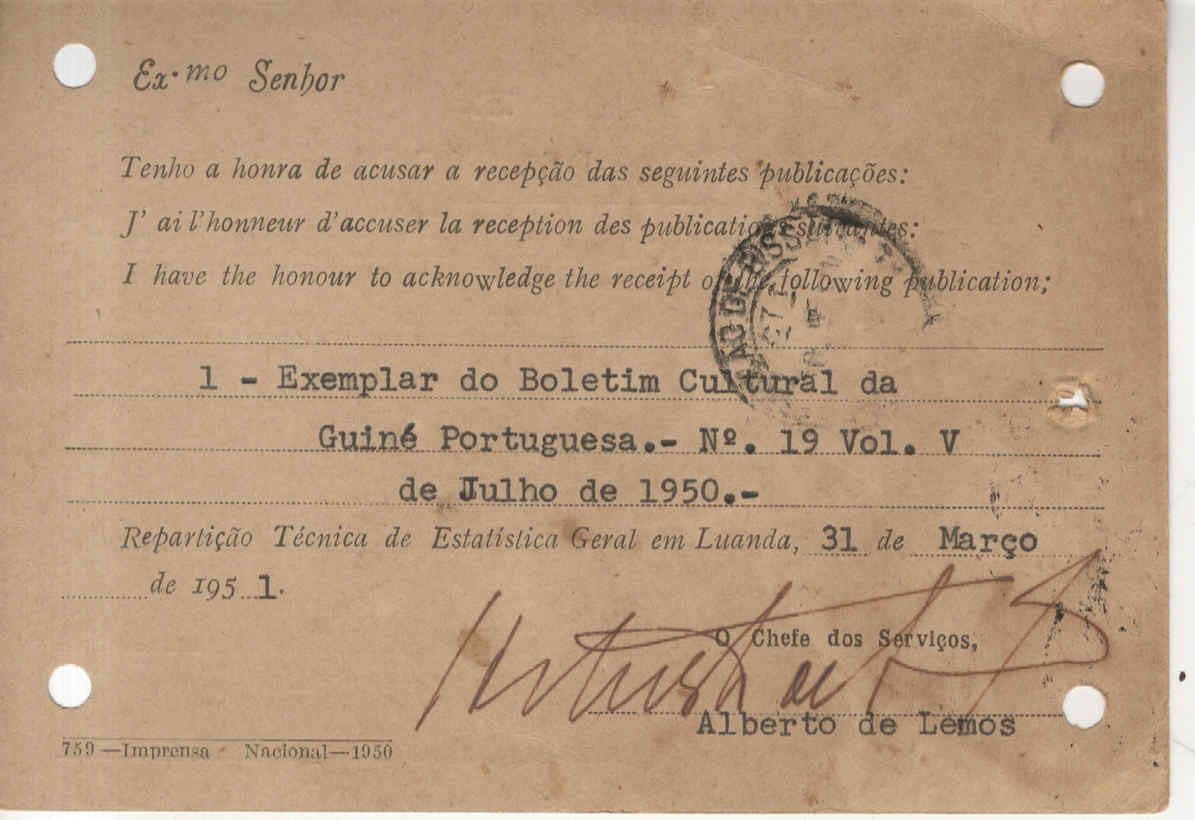 Ex.mo Senhor
Tenho a honra de acusar a recepção das seguintes publicações:
J' ai l'honneur d'accuser la reception des publications suivantes:
I have the honour to acknowledge the receipt of the following publication;
1 - Exemplar do Boletim Cultural da
Guiné Portuguesa.- Nº. 19 Vol. V
de Julho de 1950.-
Repartição Técnica de Estatística Geral em Luanda, 31 de Março
de 195 1.
O Chefe dos Serviços,
Alberto de Lemos
759 —Imprensa Nacional—1950